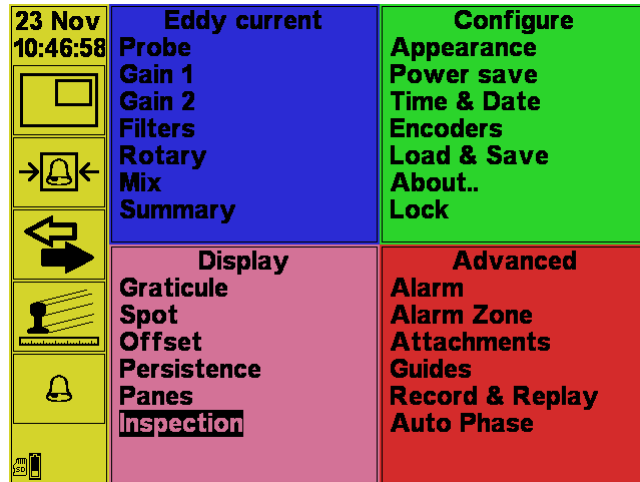 23 Nov
10:46:58
Eddy current
Probe
Gain 1
Gain 2
Filters
Rotary
Mix
Summary
Configure
Appearance
Power save
Time & Date
Encoders
Load & Save
About..
Lock
Display
Graticule
Spot
Offset
Persistence
Panes
Inspection
Advanced
Alarm
Alarm Zone
Attachments
Guides
Record & Replay
Auto Phase
SD